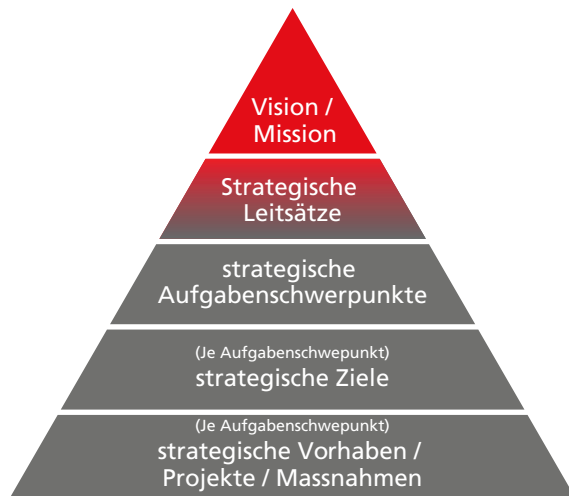 Vision /
Mission
Strategische
Leitsätze
strategische
Aufgabenschwerpunkte
(Je Aufgabenschwepunkt)
strategische Ziele
(Je Aufgabenschwepunkt)
strategische Vorhaben /
Projekte / Massnahmen